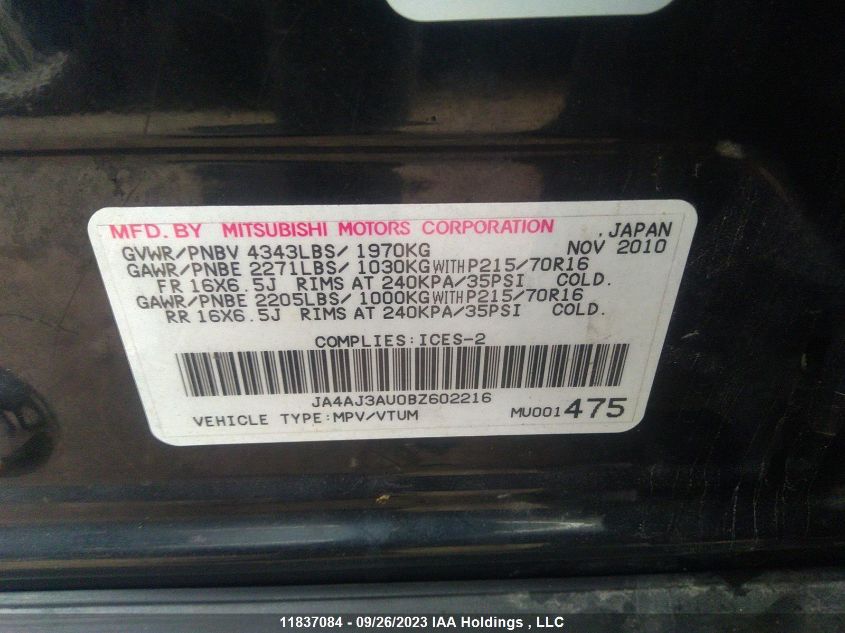 MFD. BY MITSUBISHI MOTORS CORPORATION , JAPAN
GVWR/PNBV 4343LBS/ 1970KG NOV 2010
GAWR/PNBE 2271LBS/ 1030KG WITH P215/70R16
FR 16X6.5J RIMS AT 240KPA/35PSI COLD.
GAWR/PNBE 2205LBS/ 1000KG WITH P215/70R16
RR 16X6.5J RIMS AT 240KPA/35PSI COLD.
COMPLIES:ICES-2
JA4AJ3AU0BZ602216
VEHICLE TYPE:MPV/VTUM MU001475
11837084 - 09/26/2023 IAA Holdings , LLC